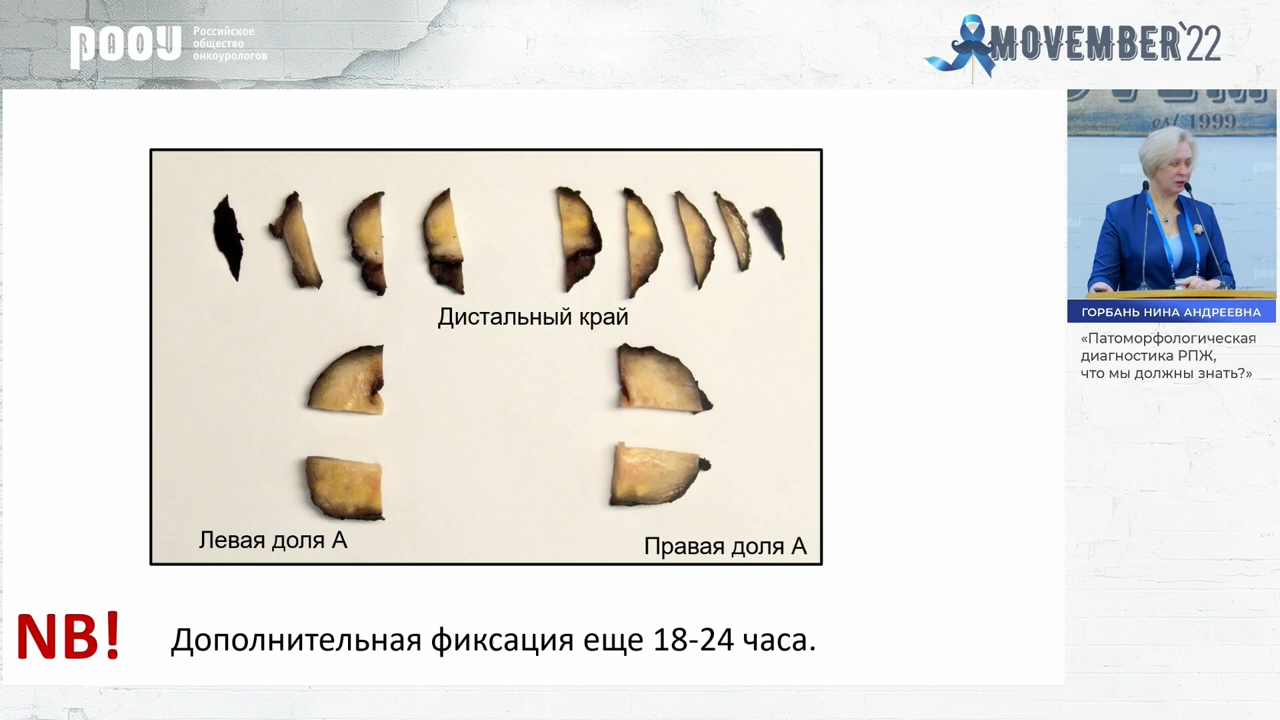 РООУ
Российское
общество
онкоурологов
MOVEMBER'22
est 1999
Дистальный край
Левая доля А
Правая доля А
NB!
Дополнительная фиксация еще 18-24 часа.
ГОРБАНЬ НИНА АНДРЕЕВНА
«Патоморфологическая
диагностика РПЖ,
что мы должны знать?»